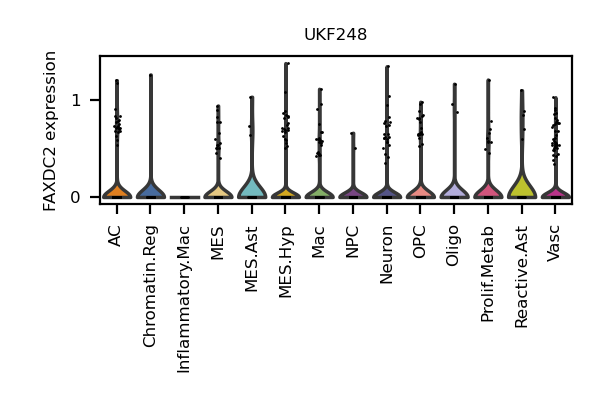 UKF248
FAXDC2 expression
1
0
AC
Chromatin.Reg
Inflammatory.Mac
MES
MES.Ast
MES.Hyp
Mac
NPC
Neuron
OPC
Oligo
Prolif.Metab
Reactive.Ast
Vasc